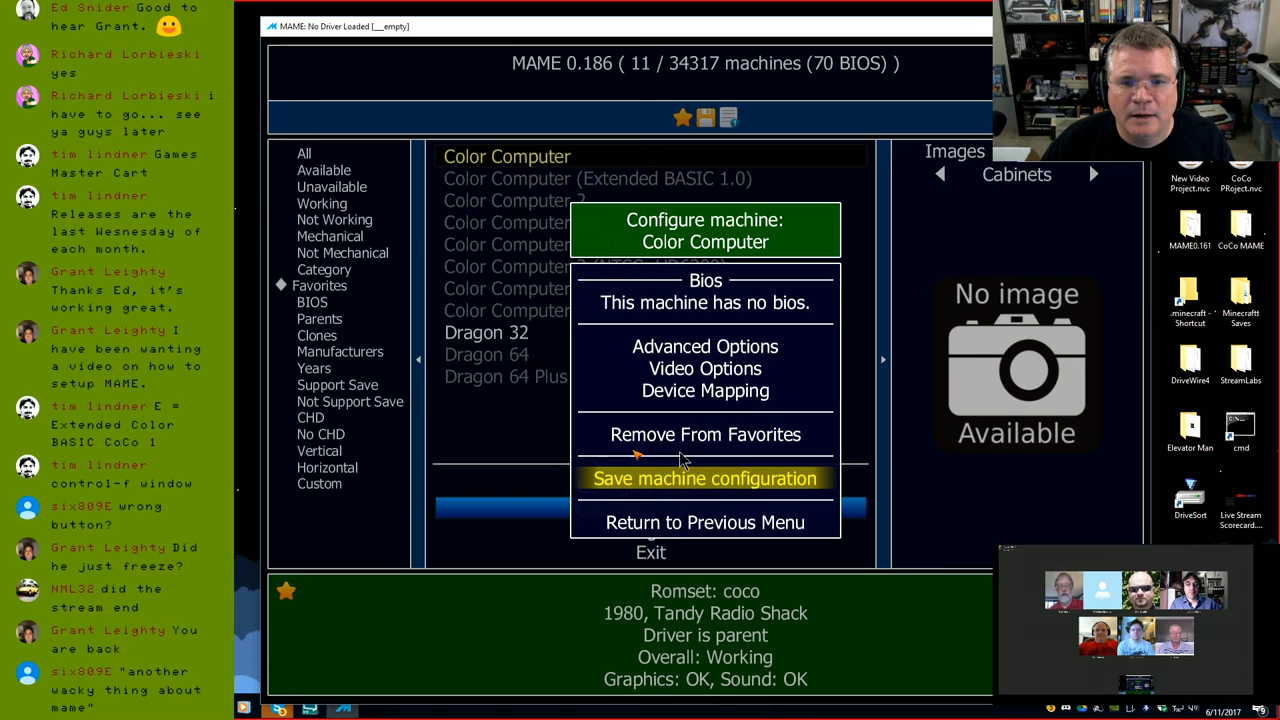 Ed Snider Good to
hear Grant.
Richard Lorbieski
yes
Richard Lorbieski i
have to go... see
ya guys later
tim lindner Games
Master Cart
tim lindner
Releases are the
last Wesnesday of
each month.
Grant Leighty
Thanks Ed, it's
working great.
Grant Leighty I
have been wanting
a video on how to
setup MAME.
tim lindner E =
Extended Color
BASIC CoCo 1
tim lindner
control-f window
six809E wrong
button?
Grant Leighty Did
he just freeze?
NML32 did the
stream end
Grant Leighty You
are back
six809E "another
wacky thing about
mame"
MAME: No Driver Loaded [__empty]
MAME 0.186 ( 11 / 34317 machines (70 BIOS) )
All
Available
Unavailable
Working
Not Working
Mechanical
Not Mechanical
Category
Favorites
BIOS
Parents
Clones
Manufacturers
Years
Support Save
Not Support Save
CHD
No CHD
Vertical
Horizontal
Custom
Color Computer
Color Computer (Extended BASIC 1.0)
Color Computer 2
Color Computer
Color Computer
Color Computer
Color Computer
Dragon 32
Dragon 64
Dragon 64 Plus
Configure machine:
Color Computer
Bios
This machine has no bios.
Advanced Options
Video Options
Device Mapping
Remove From Favorites
Save machine configuration
Return to Previous Menu
Exit
Romset: coco
1980, Tandy Radio Shack
Driver is parent
Overall: Working
Graphics: OK, Sound: OK
Images
Cabinets
No image
Available
New Video
Project.nvc
CoCo
PRoject.nvc
MAME0.161
CoCo MAME
.minecraft -
Shortcut
Minecraftt
Saves
DriveWire4
StreamLabs
Elevator Man
cmd
DriveSort
Live Stream
Scorecard....
6/11/2017